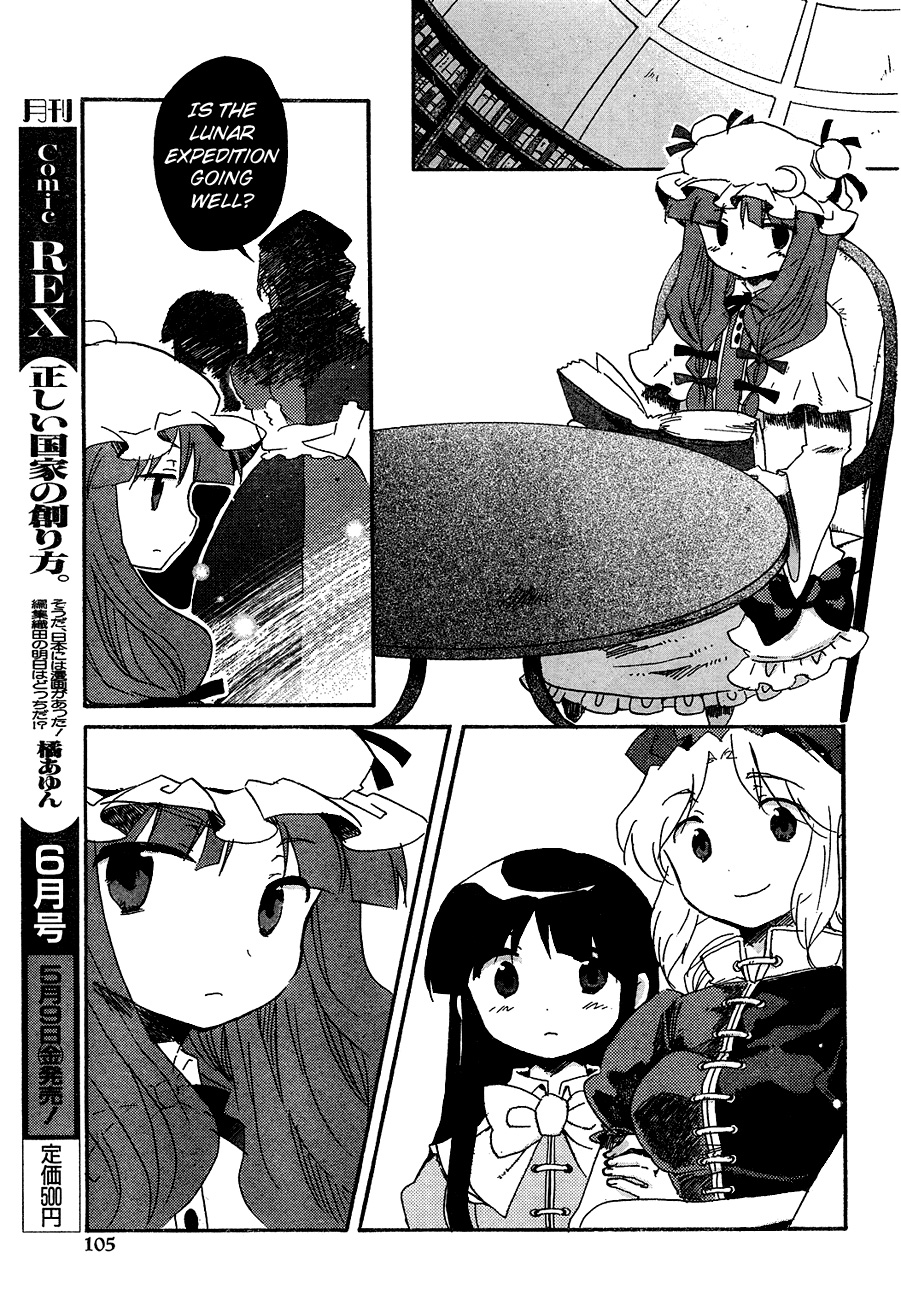 IS THE
LUNAR
EXPEDITION
GOING
WELL?
月刊
Comic REX
正しい国家の創り方。
そうだ、日本には漫画があった!
編集織田の明日はどっちだ!?
橘あゆん
6月号
5月9日金発売!
定価500円
105